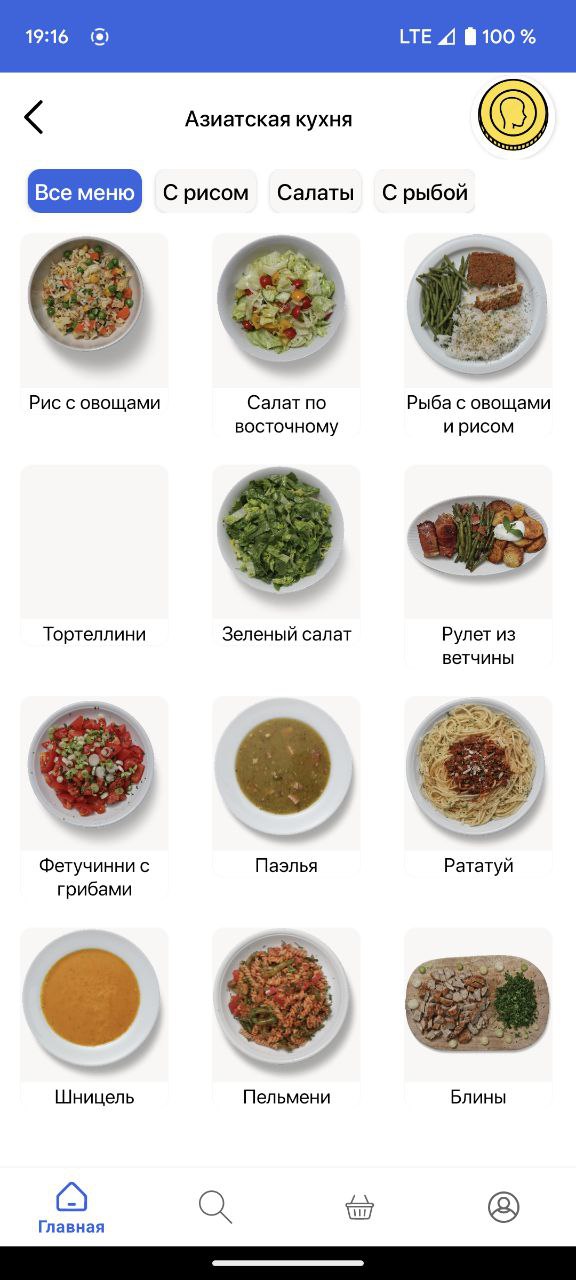 19:16 LTE 100 %
Азиатская кухня
Все меню С рисом Салаты С рыбой
Рис с овощами
Салат по
восточному
Рыба с овощами
и рисом
Тортеллини
Зеленый салат
Рулет из
ветчины
Фетучинни с
грибами
Паэлья
Рататуй
Шницель
Пельмени
Блины
Главная